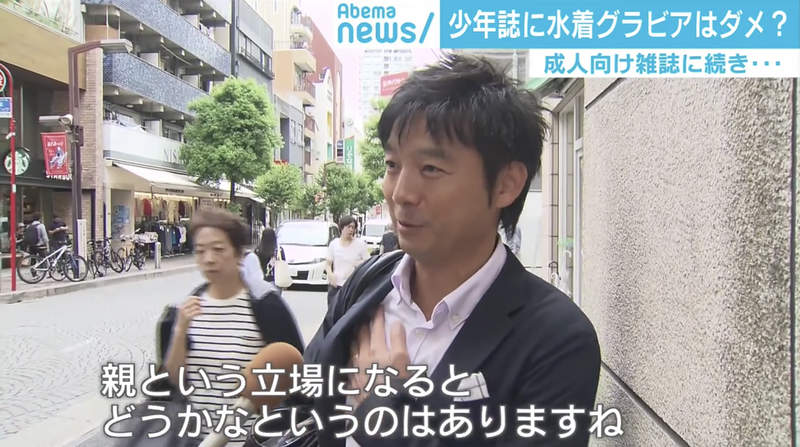 Abema
news/
少年誌に水着グラビアはダメ？
成人向け雑誌に続き・・・
親という立場になると
どうかなというのはありますね